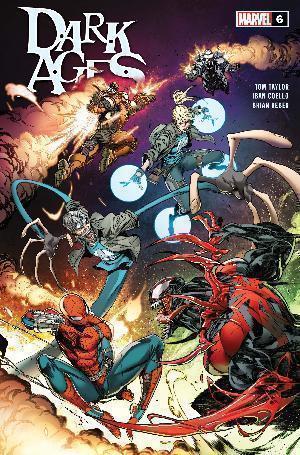 DARK
AGES
MARVEL
6
TOM TAYLOR
IBAN COELLO
BRIAN REBER